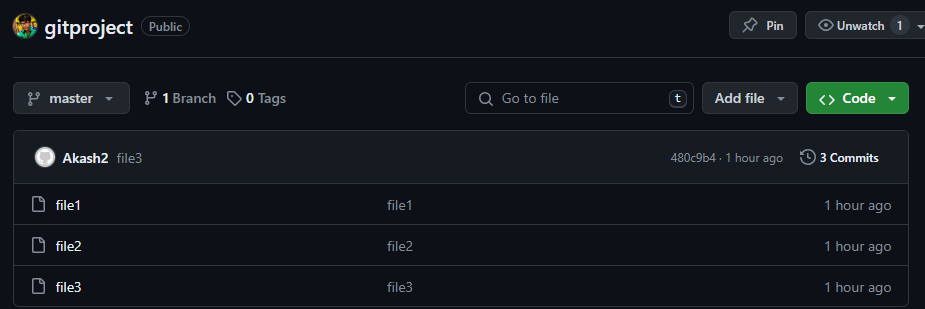 gitproject Public Pin Unwatch 1
master 1 Branch 0 Tags Go to file t Add file Code
Akash2 file3 480c9b4 · 1 hour ago 3 Commits
file1 file1 1 hour ago
file2 file2 1 hour ago
file3 file3 1 hour ago